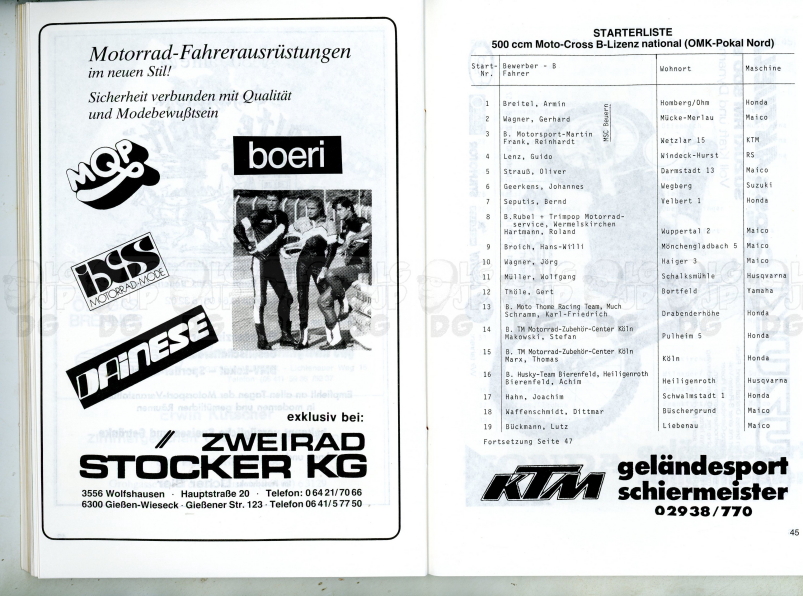 Motorrad-Fahrerausrüstungen
im neuen Stil!
Sicherheit verbunden mit Qualität
und Modebewußtsein
MQP
boeri
ixs
MOTORRAD-MODE
DAINESE
exklusiv bei:
// ZWEIRAD
STÖCKER KG
3556 Wolfshausen · Hauptstraße 20 · Telefon: 0 64 21/70 66
6300 Gießen-Wieseck · Gießener Str. 123 · Telefon 06 41/5 77 50
STARTERLISTE
500 ccm Moto-Cross B-Lizenz national (OMK-Pokal Nord)
Start- Bewerber - B Wohnort Maschine
Nr. Fahrer
1 Breitel, Armin Homberg/Ohm Honda
2 Wagner, Gerhard Mücke-Merlau Maico
MSC Beuern
3 B. Motorsport-Martin
Frank, Reinhardt Wetzlar 15 KTM
4 Lenz, Guido Windeck-Hurst RS
5 Strauß, Oliver Darmstadt 13 Maico
6 Geerkens, Johannes Wegberg Suzuki
7 Seputis, Bernd Velbert 1 Honda
8 B.Rubel + Trimpop Motorrad-
service, Wermelskirchen
Hartmann, Roland Wuppertal 2 Maico
9 Broich, Hans-Willi Mönchengladbach 5 Maico
10 Wagner, Jörg Haiger 3 Maico
11 Müller, Wolfgang Schalksmühle Husqvarna
12 Thöle, Gert Bortfeld Yamaha
13 B. Moto Thome Racing Team, Much
Schramm, Karl-Friedrich Drabenderhöhe Honda
14 B. TM Motorrad-Zubehör-Center Köln
Makowski, Stefan Pulheim 5 Honda
15 B. TM Motorrad-Zubehör-Center Köln
Marx, Thomas Köln Honda
16 B. Husky-Team Bierenfeld, Heiligenroth
Bierenfeld, Achim Heiligenroth Husqvarna
17 Hahn, Joachim Schwalmstadt 1 Honda
18 Waffenschmidt, Dittmar Büschergrund Maico
19 Bückmann, Lutz Liebenau Maico
Fortsetzung Seite 47
KTM geländesport
schiermeister
02938/770
45